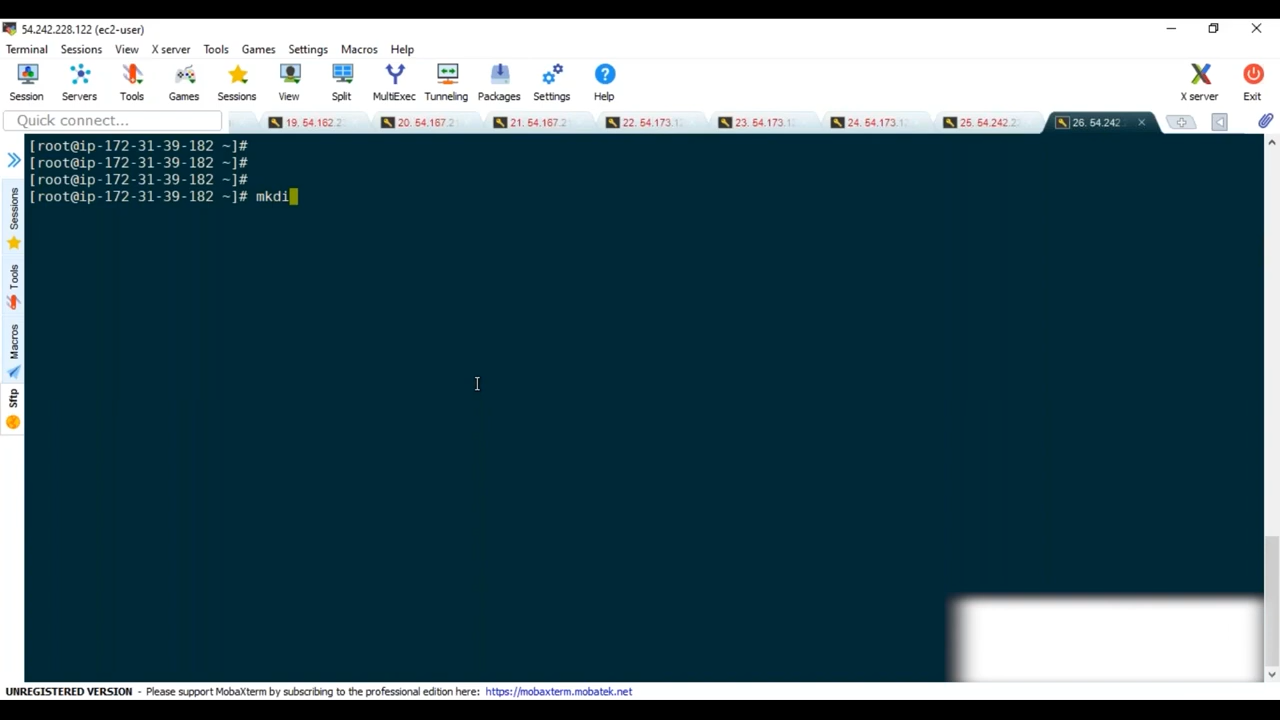 54.242.228.122 (ec2-user)
Terminal Sessions View X server Tools Games Settings Macros Help
Session Servers Tools Games Sessions View Split MultiExec Tunneling Packages Settings Help X server Exit
Quick connect... 19. 54.162.2 20. 54.167.2 21. 54.167. 22. 54.173.1 23. 54.173.1 24. 54.173. 25. 54.242.2 26. 54.242.
[root@ip-172-31-39-182 ~]#
[root@ip-172-31-39-182 ~]#
[root@ip-172-31-39-182 ~]#
[root@ip-172-31-39-182 ~]# mkdi
Sessions
Tools
Macros
Sftp
UNREGISTERED VERSION - Please support MobaXterm by subscribing to the professional edition here: https://mobaxterm.mobatek.net